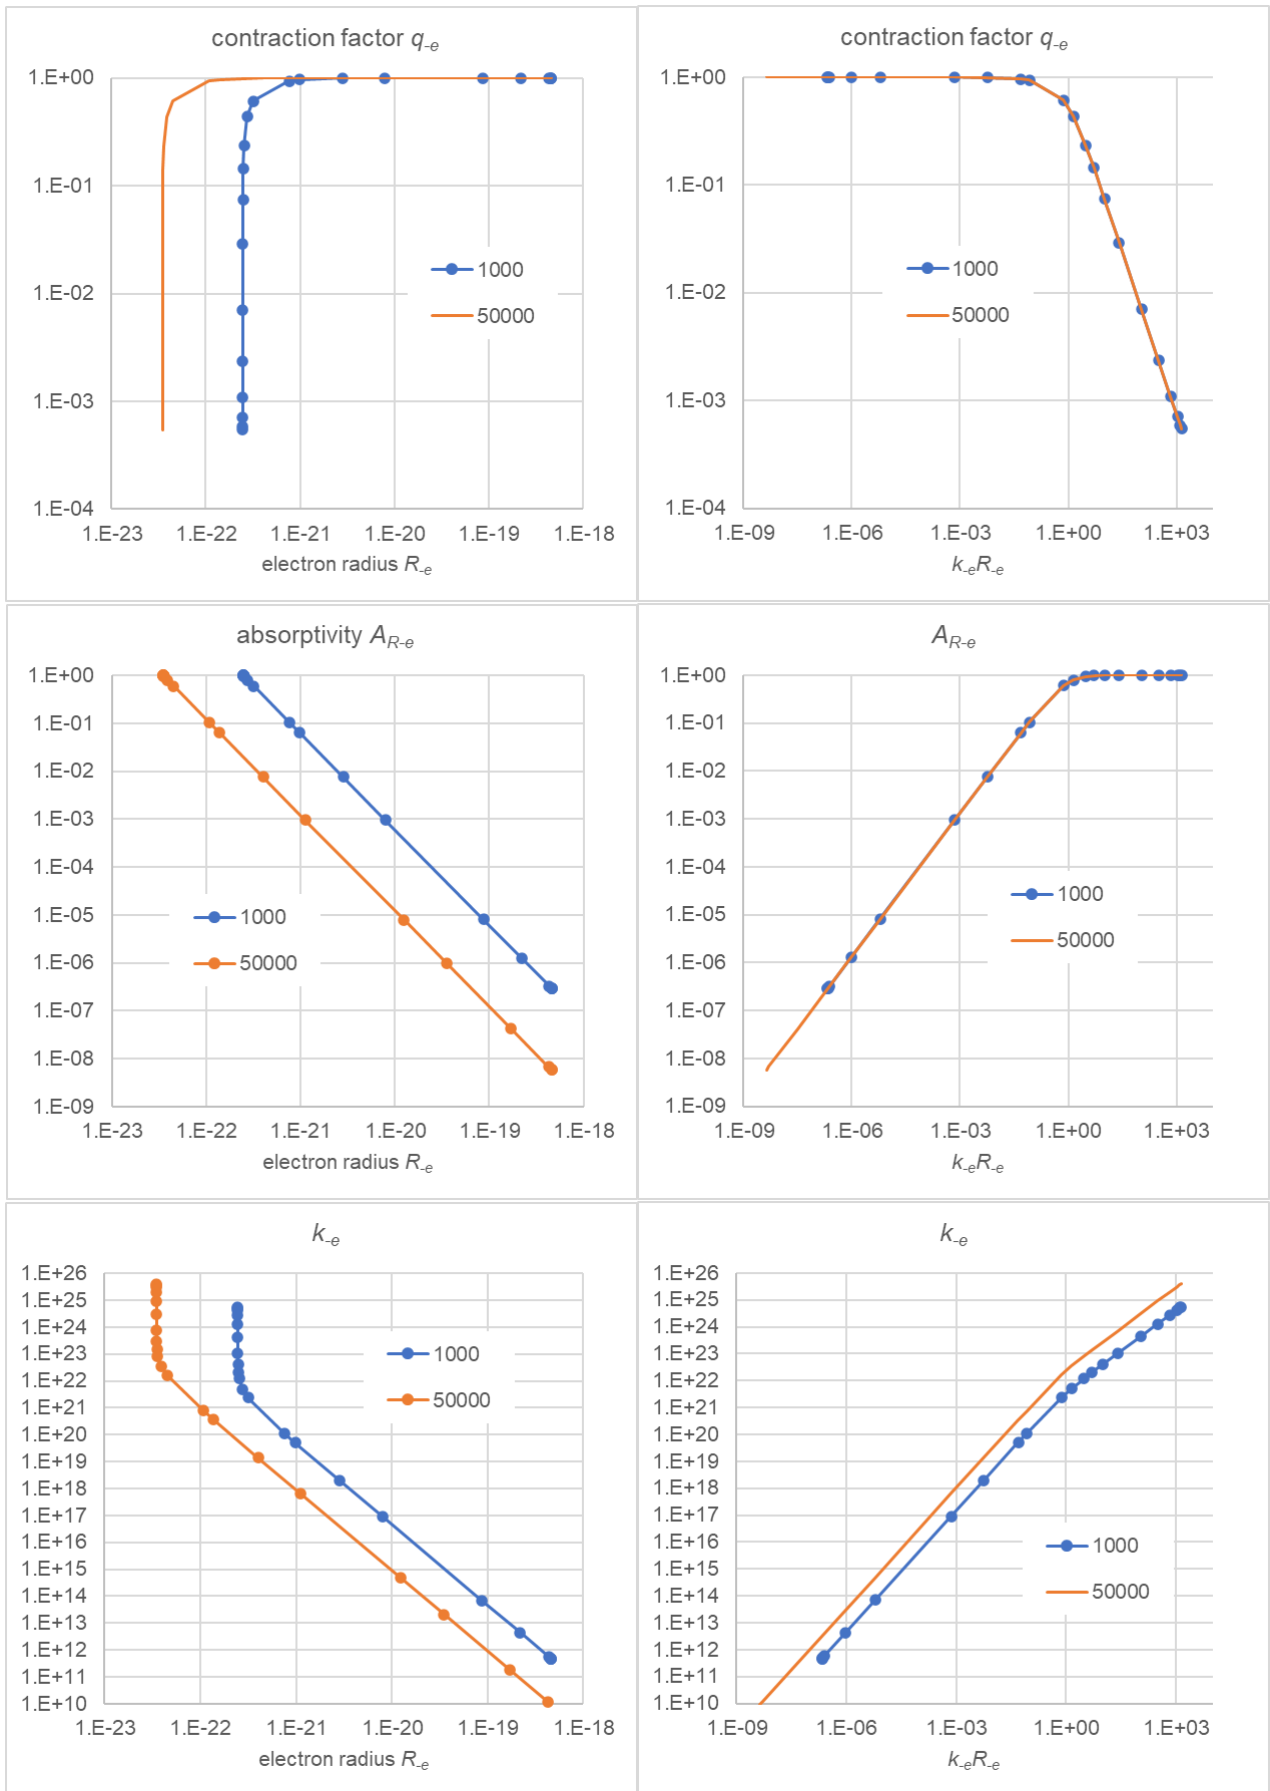 contraction factor q-e
1.E+00
1.E-01
1.E-02
1.E-03
1.E-04
1000
50000
1.E-23 1.E-22 1.E-21 1.E-20 1.E-19 1.E-18
electron radius R-e
contraction factor q-e
1.E+00
1.E-01
1.E-02
1.E-03
1.E-04
1000
50000
1.E-09 1.E-06 1.E-03 1.E+00 1.E+03
k-eR-e
absorptivity AR-e
1.E+00
1.E-01
1.E-02
1.E-03
1.E-04
1.E-05
1.E-06
1.E-07
1.E-08
1.E-09
1000
50000
1.E-23 1.E-22 1.E-21 1.E-20 1.E-19 1.E-18
electron radius R-e
AR-e
1.E+00
1.E-01
1.E-02
1.E-03
1.E-04
1.E-05
1.E-06
1.E-07
1.E-08
1.E-09
1000
50000
1.E-09 1.E-06 1.E-03 1.E+00 1.E+03
k-eR-e
k-e
1.E+26
1.E+25
1.E+24
1.E+23
1.E+22
1.E+21
1.E+20
1.E+19
1.E+18
1.E+17
1.E+16
1.E+15
1.E+14
1.E+13
1.E+12
1.E+11
1.E+10
1000
50000
1.E-23 1.E-22 1.E-21 1.E-20 1.E-19 1.E-18
electron radius R-e
k-e
1.E+26
1.E+25
1.E+24
1.E+23
1.E+22
1.E+21
1.E+20
1.E+19
1.E+18
1.E+17
1.E+16
1.E+15
1.E+14
1.E+13
1.E+12
1.E+11
1.E+10
1000
50000
1.E-09 1.E-06 1.E-03 1.E+00 1.E+03
k-eR-e